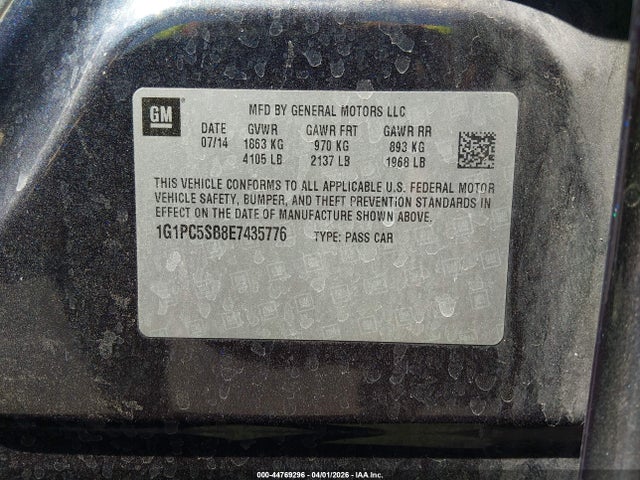 GM
MFD BY GENERAL MOTORS LLC
DATE GVWR GAWR FRT GAWR RR
07/14 1863 KG 970 KG 893 KG
4105 LB 2137 LB 1968 LB
THIS VEHICLE CONFORMS TO ALL APPLICABLE U.S. FEDERAL MOTOR
VEHICLE SAFETY, BUMPER, AND THEFT PREVENTION STANDARDS IN
EFFECT ON THE DATE OF MANUFACTURE SHOWN ABOVE.
1G1PC5SB8E7435776 TYPE: PASS CAR
000-44769296 - 04/01/2026 - IAA Inc.